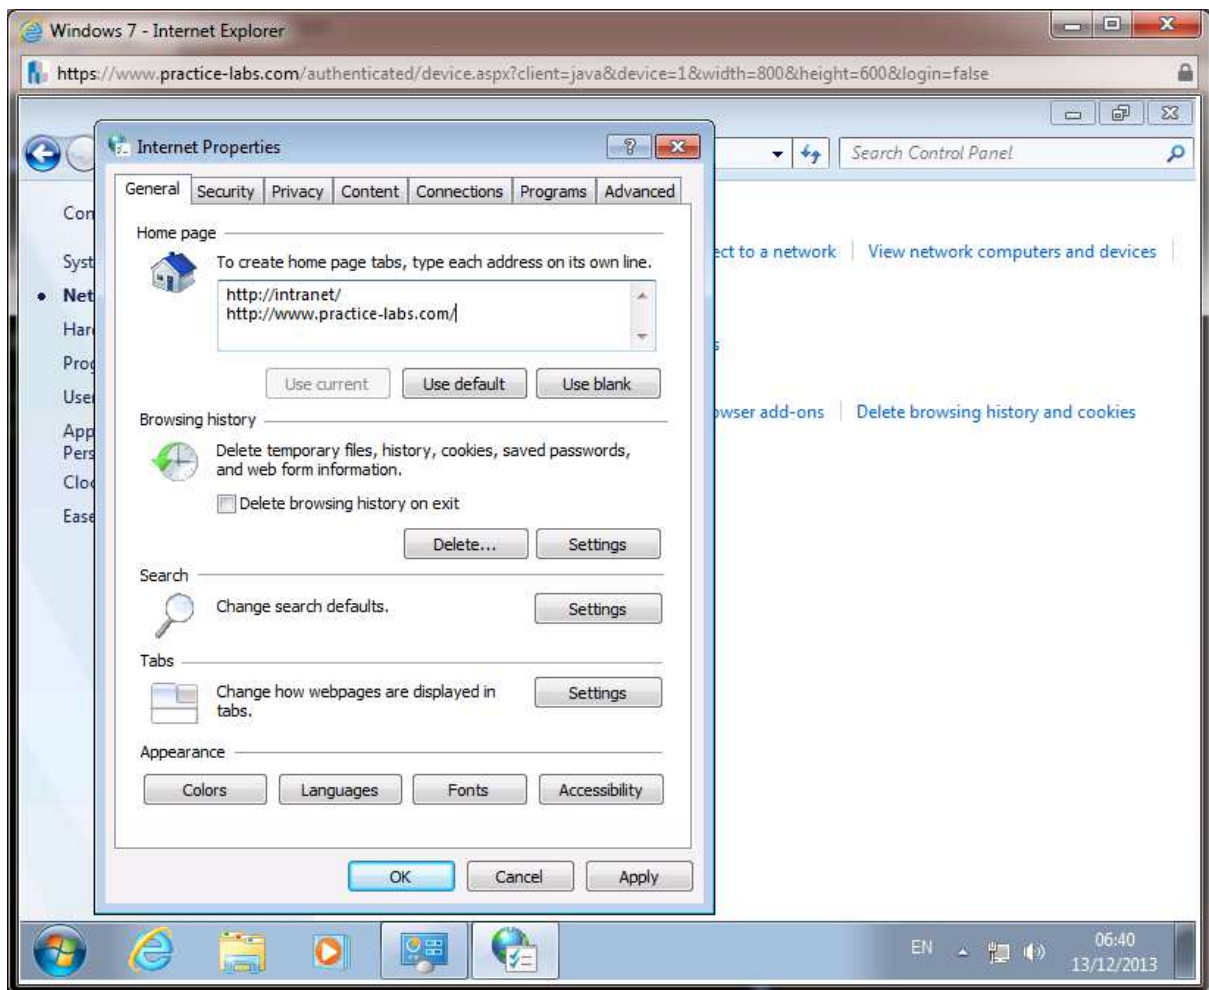 Windows 7 - Internet Explorer
https://www.practice-labs.com/authenticated/device.aspx?client=java&device=1&width=800&height=600&login=false
Search Control Panel
Internet Properties
General Security Privacy Content Connections Programs Advanced
Con
Syst
Net
Har
Prog
User
App
Pers
Cloc
Ease
Home page
To create home page tabs, type each address on its own line.
http://intranet/
http://www.practice-labs.com/
Use current Use default Use blank
Browsing history
Delete temporary files, history, cookies, saved passwords,
and web form information.
Delete browsing history on exit
Delete... Settings
Search
Change search defaults.
Settings
Tabs
Change how webpages are displayed in
tabs.
Settings
Appearance
Colors Languages Fonts Accessibility
OK Cancel Apply
ect to a network View network computers and devices
s
owser add-ons Delete browsing history and cookies
EN
06:40
13/12/2013